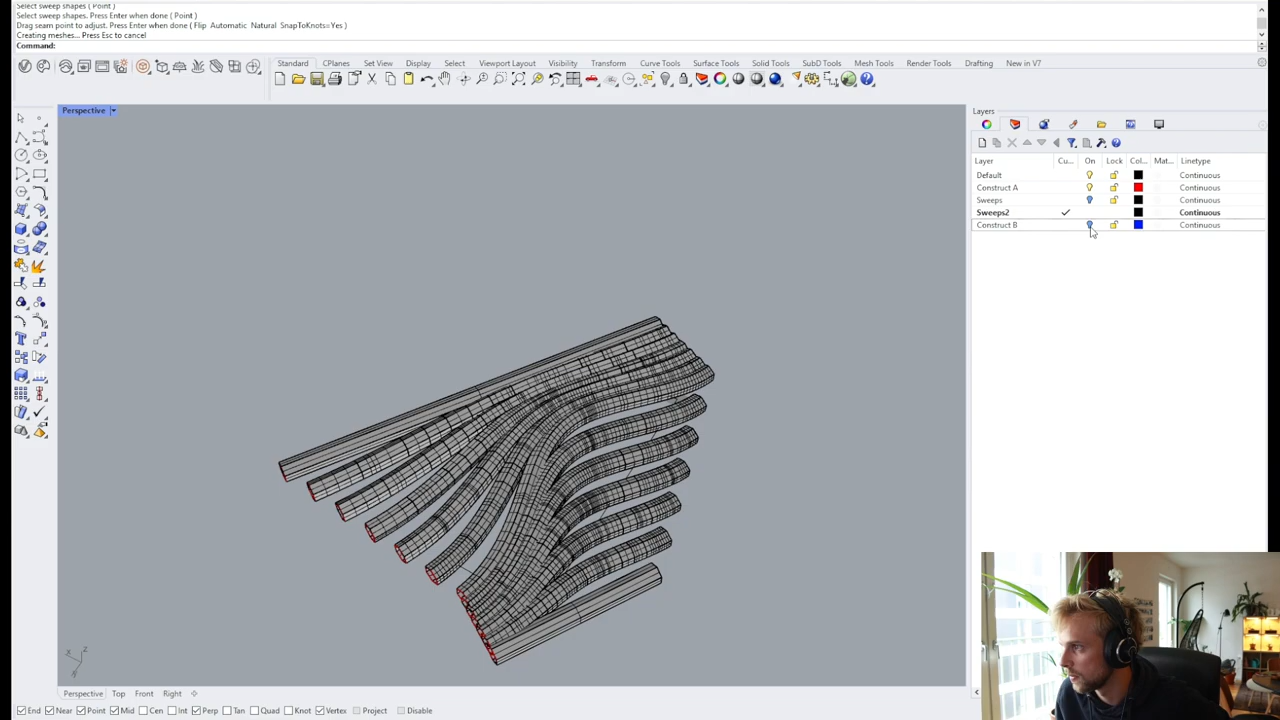 Select sweep shapes ( Point )
Select sweep shapes. Press Enter when done ( Point )
Drag seam point to adjust. Press Enter when done ( Flip Automatic Natural SnapToKnots=Yes )
Creating meshes... Press Esc to cancel
Command:
Standard CPlanes Set View Display Select Viewport Layout Visibility Transform Curve Tools Surface Tools Solid Tools SubD Tools Mesh Tools Render Tools Drafting New in V7
Perspective
Layers
Layer Cu... On Lock Col... Mat... Linetype
Default Continuous
Construct A Continuous
Sweeps Continuous
Sweeps2 Continuous
Construct B Continuous
z
x
Perspective Top Front Right
End Near Point Mid Cen Int Perp Tan Quad Knot Vertex Project Disable